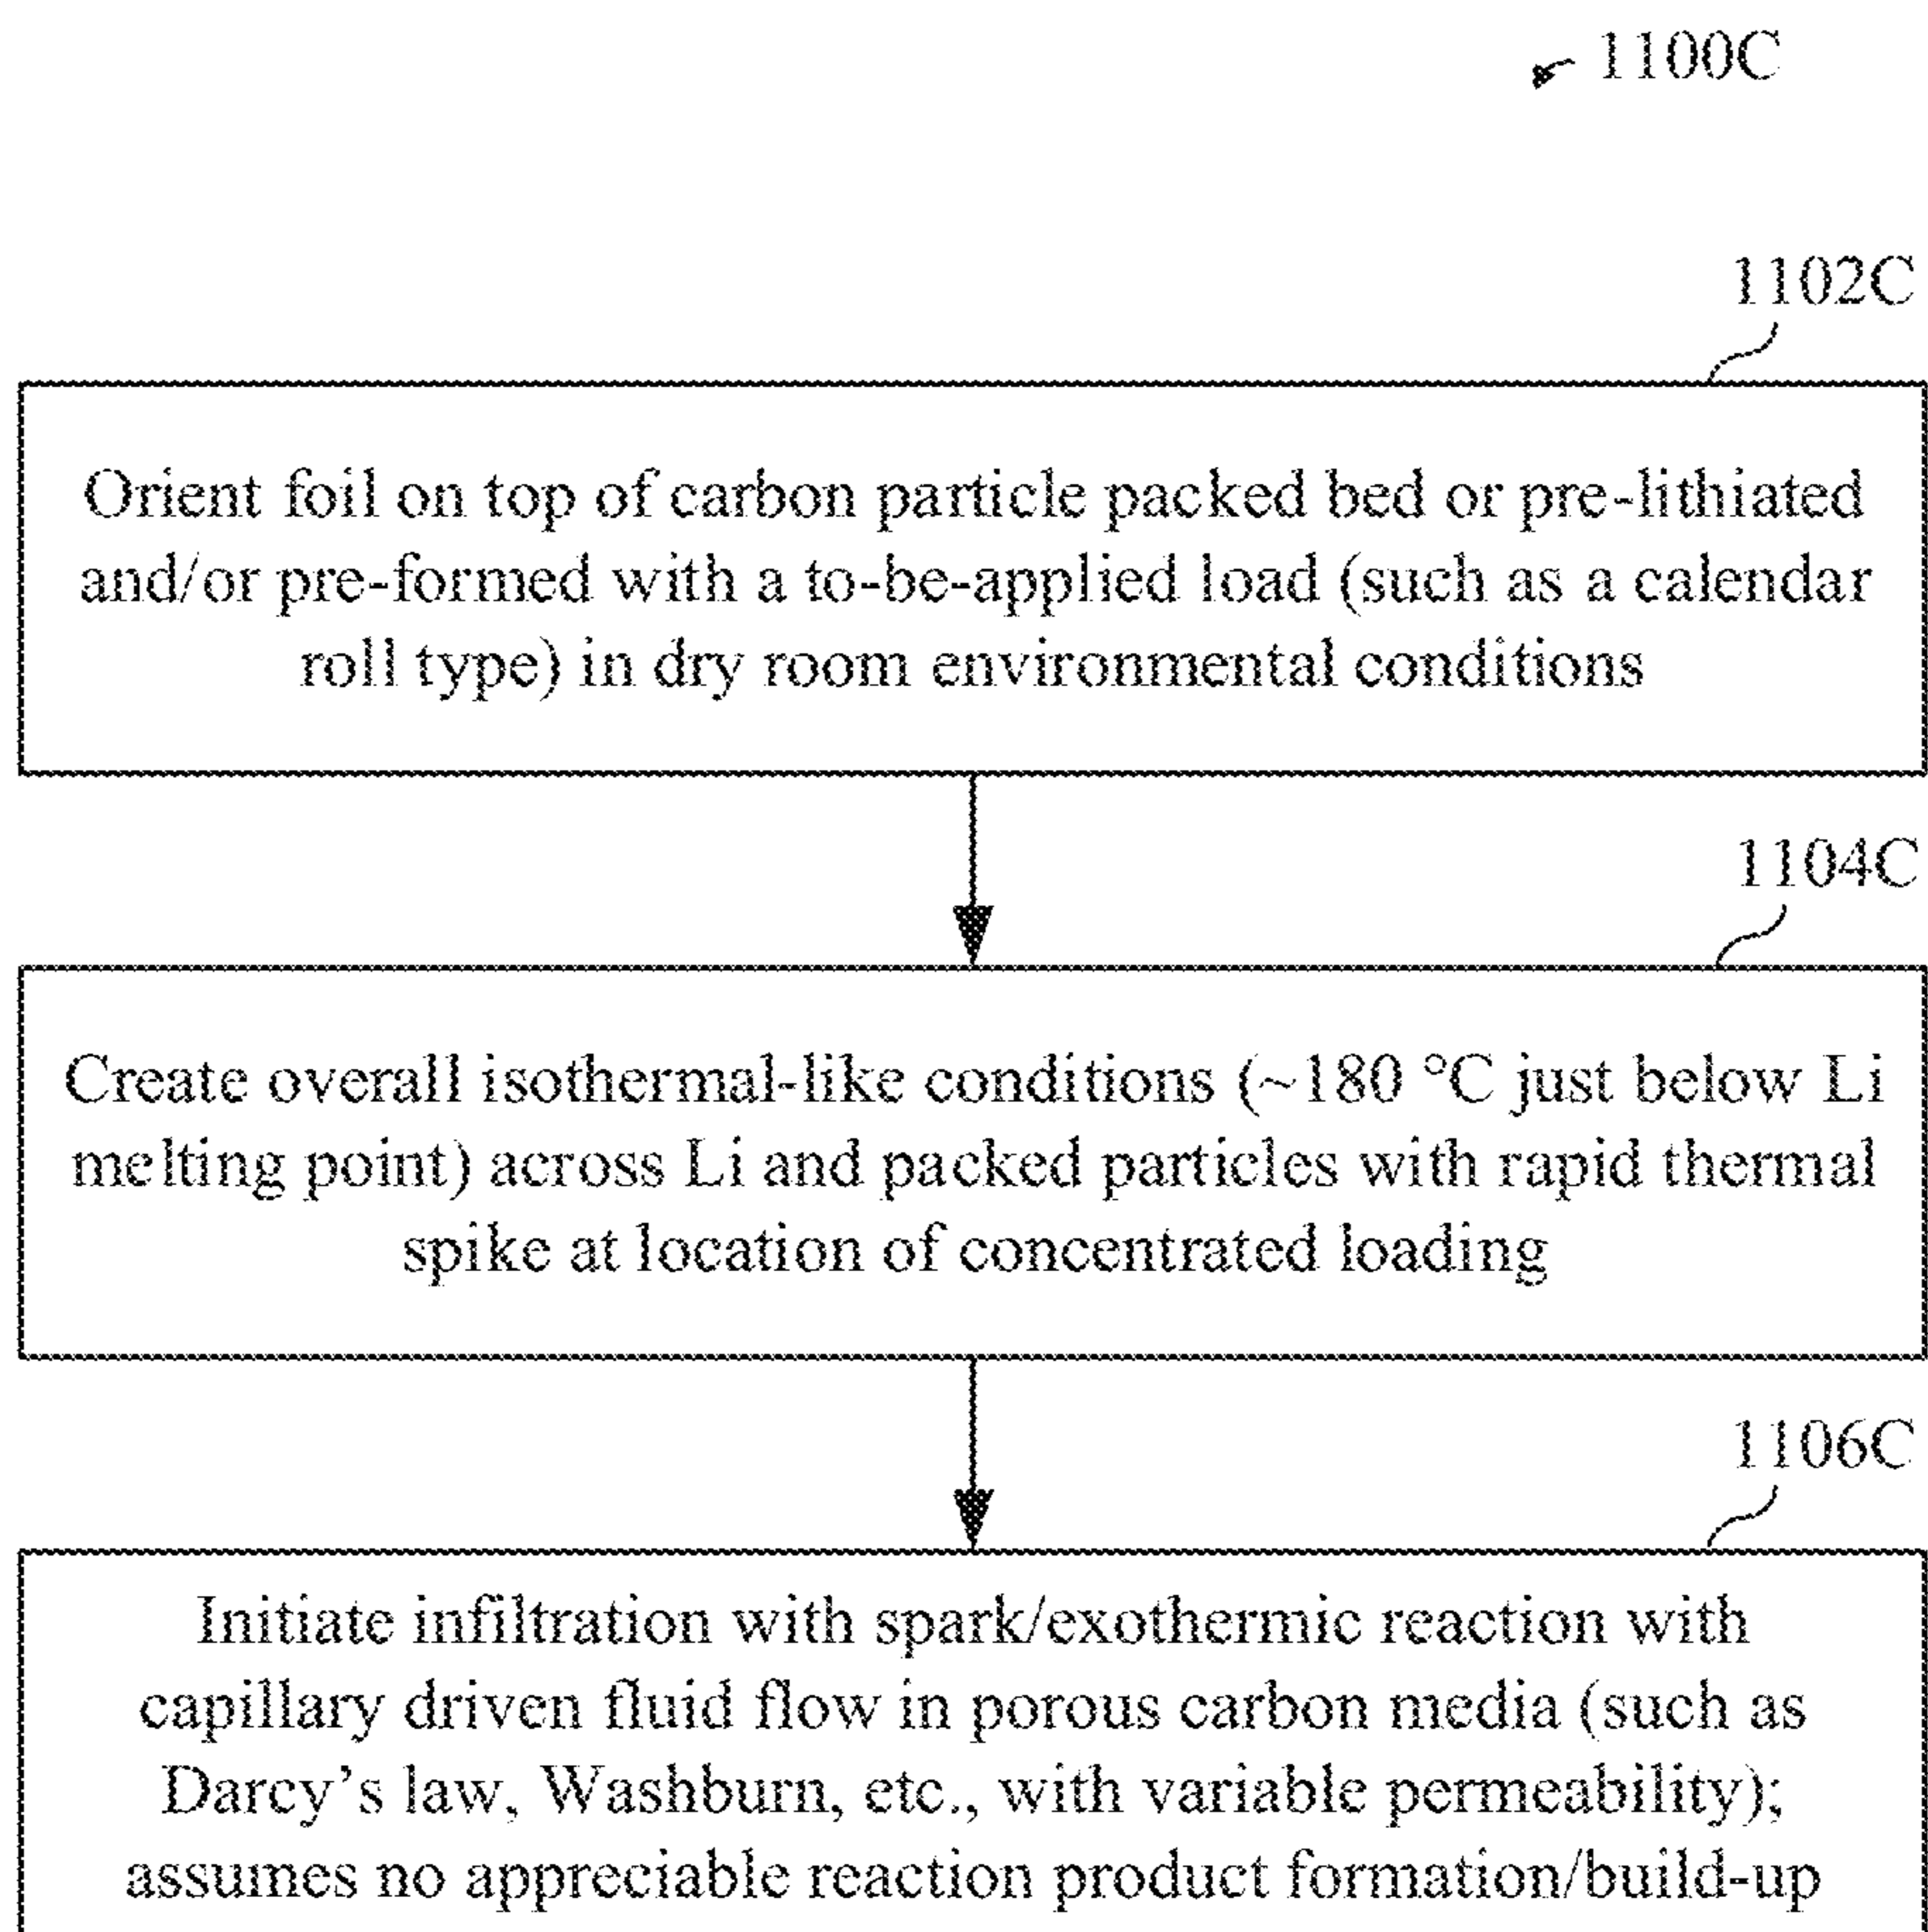 1100C
1102C
Orient foil on top of carbon particle packed bed or pre-lithiated
and/or pre-formed with a to-be-applied load (such as a calendar
roll type) in dry room environmental conditions
1104C
Create overall isothermal-like conditions (~180 °C just below Li
melting point) across Li and packed particles with rapid thermal
spike at location of concentrated loading
1106C
Initiate infiltration with spark/exothermic reaction with
capillary driven fluid flow in porous carbon media (such as
Darcy's law, Washburn, etc., with variable permeability);
assumes no appreciable reaction product formation/build-up